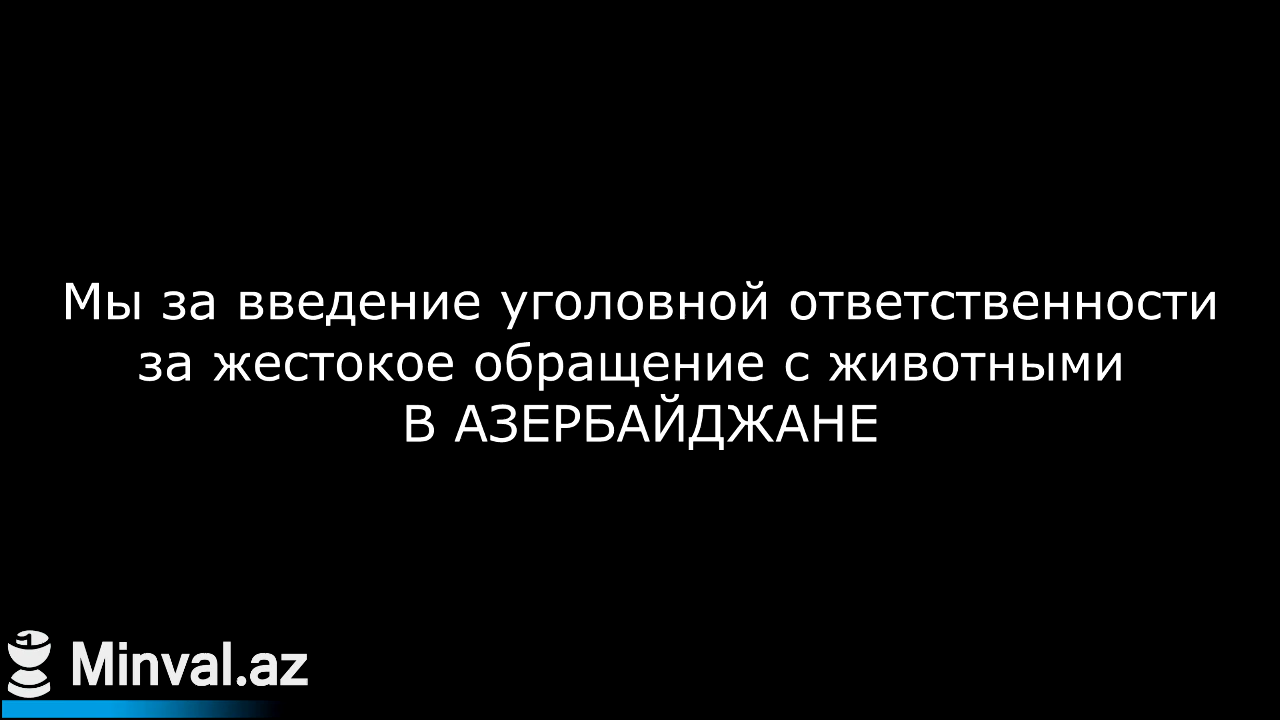 Мы за введение уголовной ответственности
за жестокое обращение с животными
В АЗЕРБАЙДЖАНЕ
Minval.az